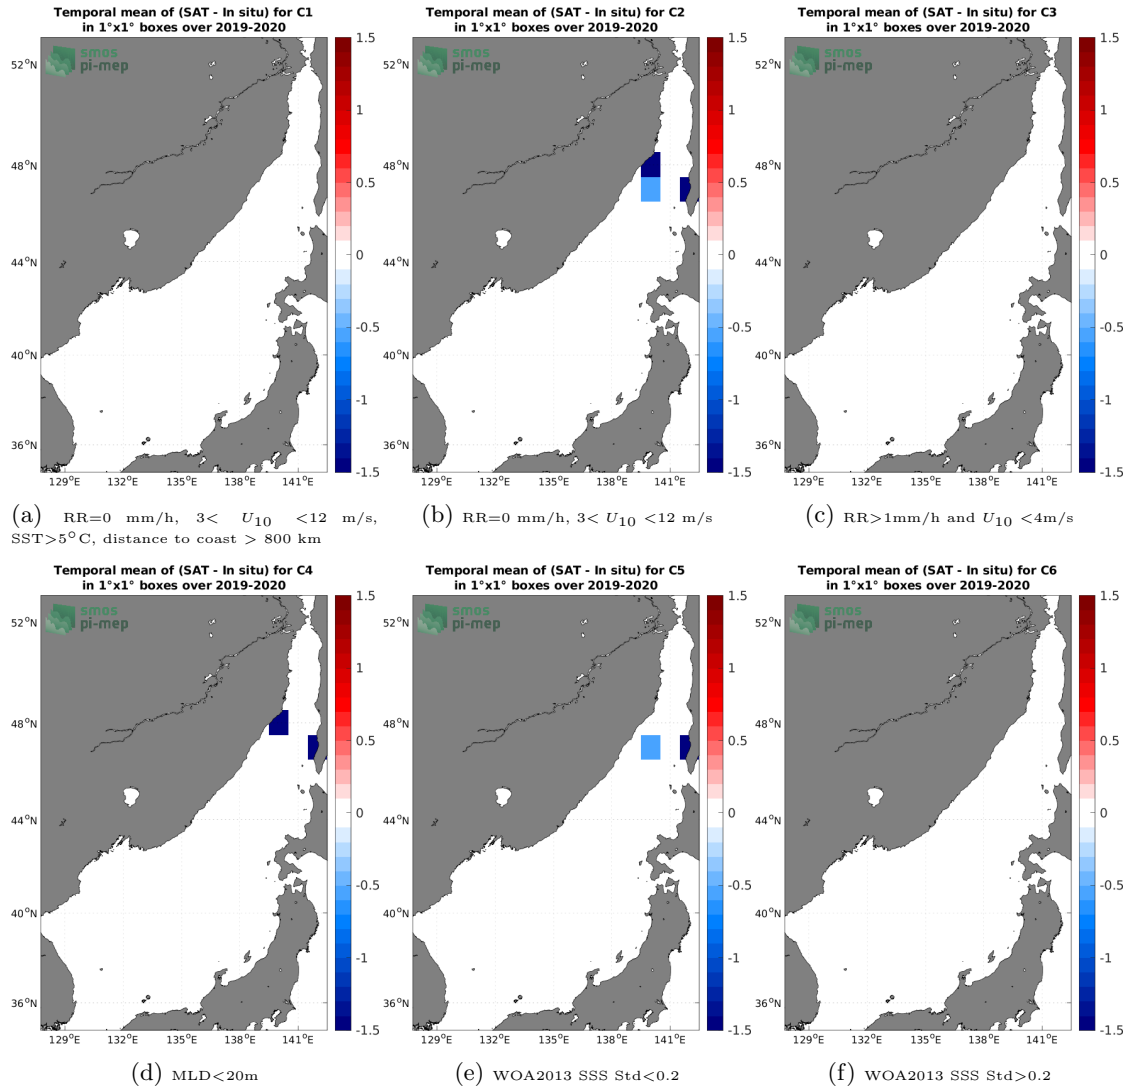 Temporal mean of (SAT - In situ) for C1
in 1°x1° boxes over 2019-2020
smos
pi-mep
52°N
48°N
44°N
40°N
36°N
129°E 132°E 135°E 138°E 141°E
1.5
1
0.5
0
-0.5
-1
-1.5
(a) RR=0 mm/h, 3< U10 <12 m/s,
SST>5°C, distance to coast > 800 km
Temporal mean of (SAT - In situ) for C2
in 1°x1° boxes over 2019-2020
smos
pi-mep
52°N
48°N
44°N
40°N
36°N
129°E 132°E 135°E 138°E 141°E
1.5
1
0.5
0
-0.5
-1
-1.5
(b) RR=0 mm/h, 3< U10 <12 m/s
Temporal mean of (SAT - In situ) for C3
in 1°x1° boxes over 2019-2020
smos
pi-mep
52°N
48°N
44°N
40°N
36°N
129°E 132°E 135°E 138°E 141°E
1.5
1
0.5
0
-0.5
-1
-1.5
(c) RR>1mm/h and U10 <4m/s
Temporal mean of (SAT - In situ) for C4
in 1°x1° boxes over 2019-2020
smos
pi-mep
52°N
48°N
44°N
40°N
36°N
129°E 132°E 135°E 138°E 141°E
1.5
1
0.5
0
-0.5
-1
-1.5
(d) MLD<20m
Temporal mean of (SAT - In situ) for C5
in 1°x1° boxes over 2019-2020
smos
pi-mep
52°N
48°N
44°N
40°N
36°N
129°E 132°E 135°E 138°E 141°E
1.5
1
0.5
0
-0.5
-1
-1.5
(e) WOA2013 SSS Std<0.2
Temporal mean of (SAT - In situ) for C6
in 1°x1° boxes over 2019-2020
smos
pi-mep
52°N
48°N
44°N
40°N
36°N
129°E 132°E 135°E 138°E 141°E
1.5
1
0.5
0
-0.5
-1
-1.5
(f) WOA2013 SSS Std>0.2